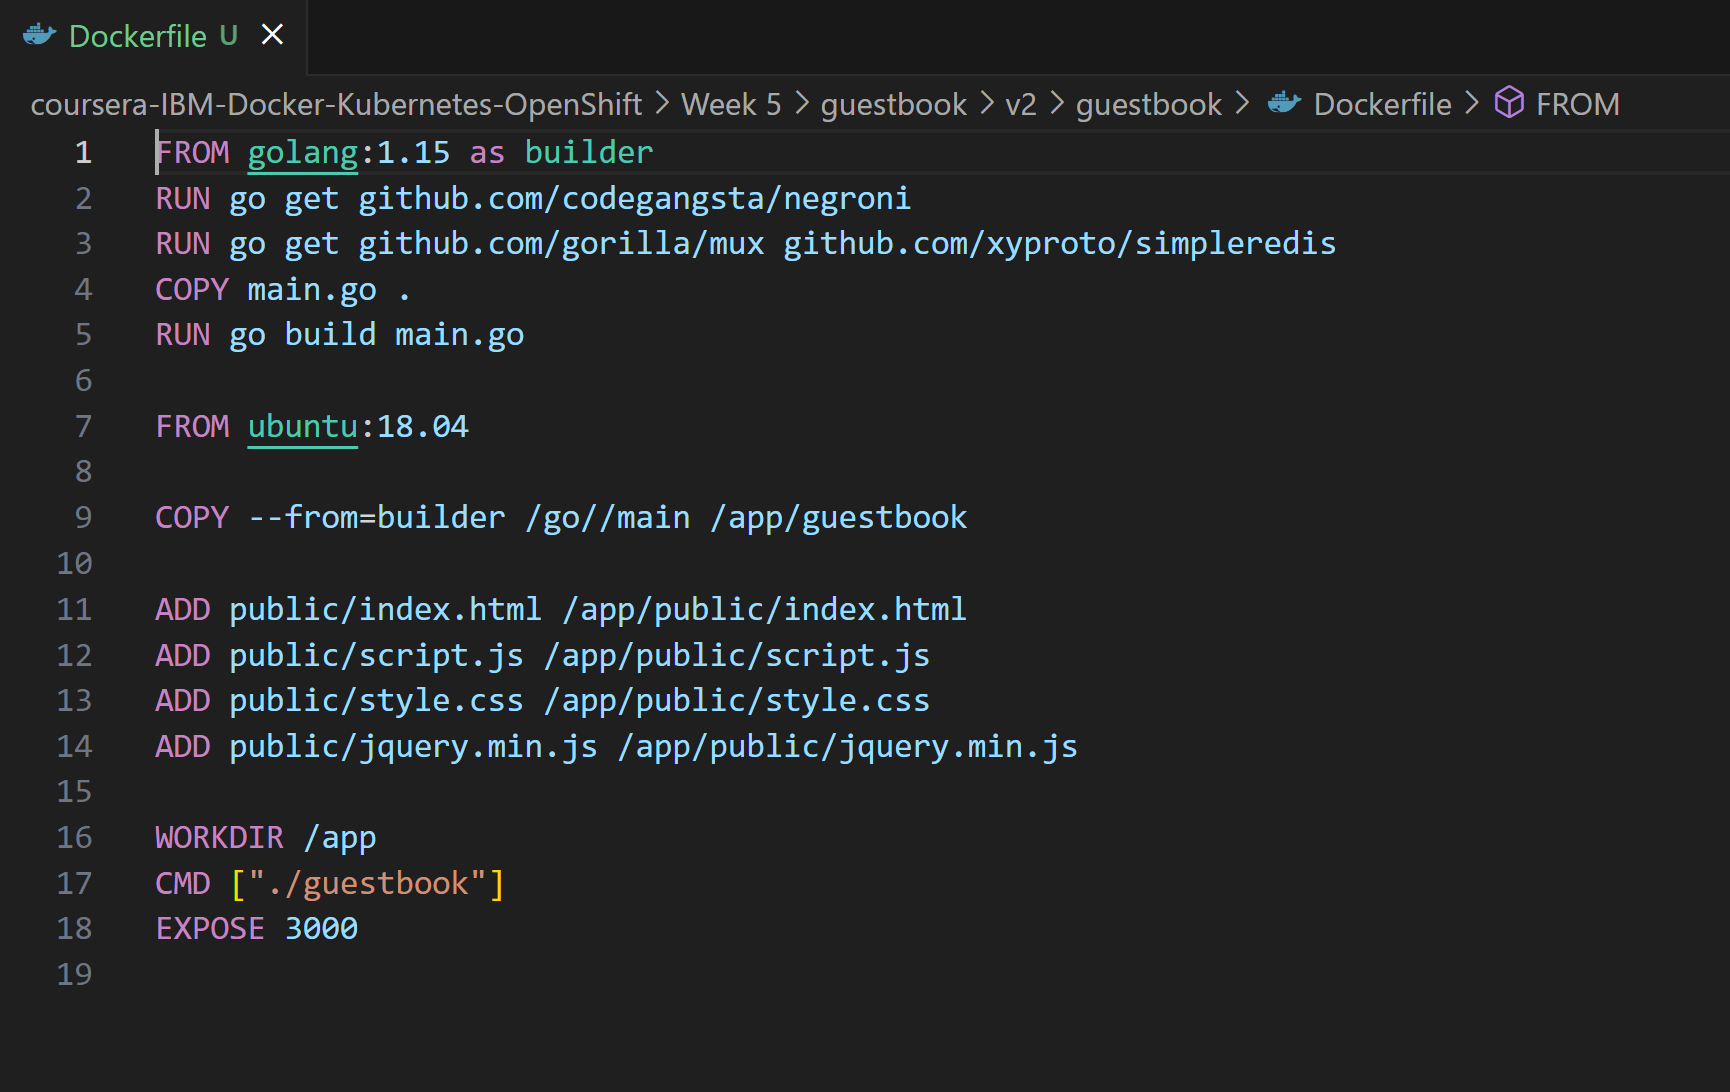 Dockerfile U
coursera-IBM-Docker-Kubernetes-OpenShift > Week 5 > guestbook > v2 > guestbook > Dockerfile > FROM
1 FROM golang:1.15 as builder
2 RUN go get github.com/codegangsta/negroni
3 RUN go get github.com/gorilla/mux github.com/xyproto/simpleredis
4 COPY main.go .
5 RUN go build main.go
6
7 FROM ubuntu:18.04
8
9 COPY --from=builder /go//main /app/guestbook
10
11 ADD public/index.html /app/public/index.html
12 ADD public/script.js /app/public/script.js
13 ADD public/style.css /app/public/style.css
14 ADD public/jquery.min.js /app/public/jquery.min.js
15
16 WORKDIR /app
17 CMD ["./guestbook"]
18 EXPOSE 3000
19